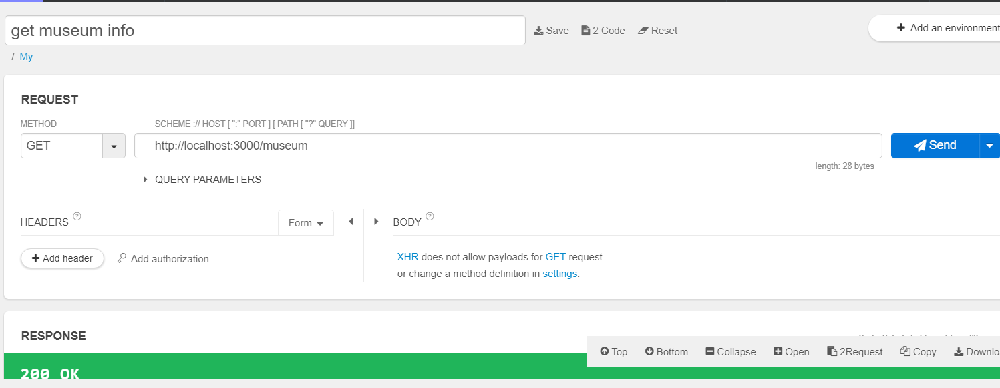 get museum info
Save 2 Code Reset
Add an environment
/ My
REQUEST
METHOD
SCHEME :// HOST [ ":" PORT ] [ PATH [ "?" QUERY ]]
GET
http://localhost:3000/museum
Send
length: 28 bytes
QUERY PARAMETERS
HEADERS ?
Form
BODY ?
Add header
Add authorization
XHR does not allow payloads for GET request.
or change a method definition in settings.
RESPONSE
Top Bottom Collapse Open 2Request Copy Downlo
200 OK